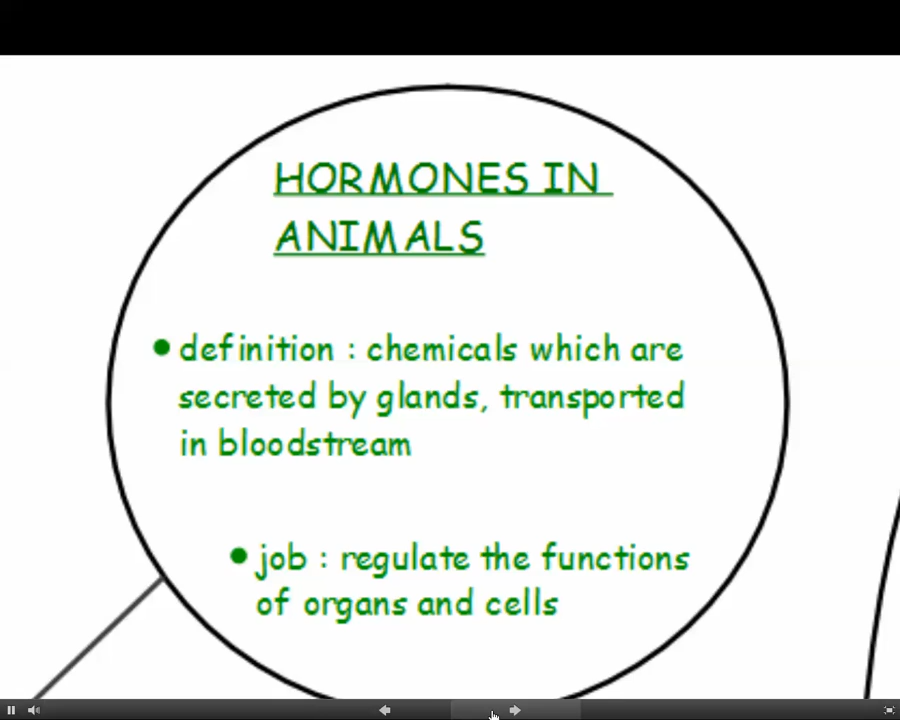 HORMONES IN
ANIMALS
• definition : chemicals which are
secreted by glands, transported
in bloodstream
• job : regulate the functions
of organs and cells